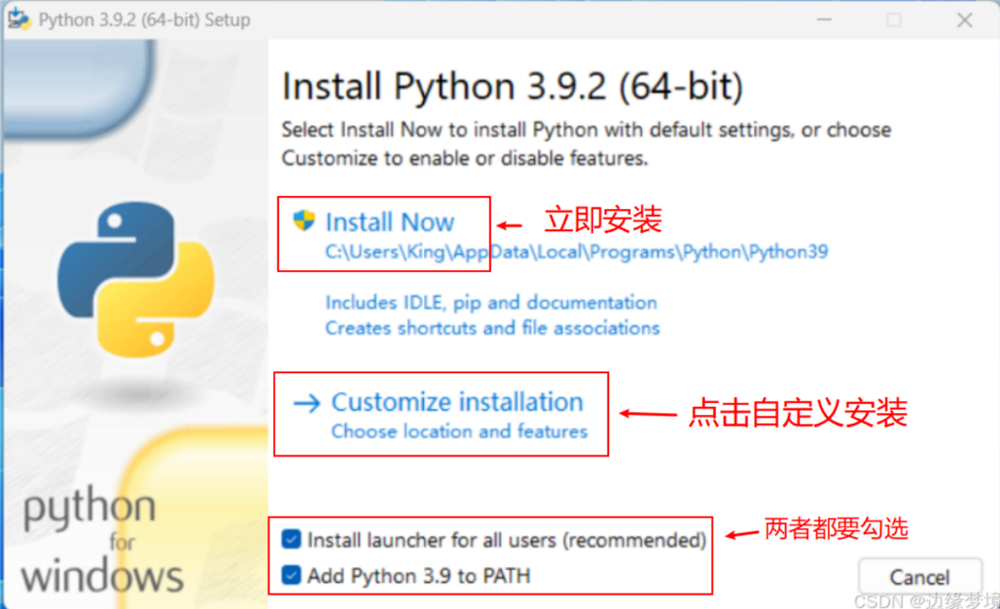 Python 3.9.2 (64-bit) Setup
Install Python 3.9.2 (64-bit)
Select Install Now to install Python with default settings, or choose
Customize to enable or disable features.
Install Now
立即安装
C:\Users\King\AppData\Local\Programs\Python\Python39
Includes IDLE, pip and documentation
Creates shortcuts and file associations
Customize installation
点击自定义安装
Choose location and features
python
for
windows
Install launcher for all users (recommended)
两者都要勾选
Add Python 3.9 to PATH
Cancel
CSDN @边缘梦境